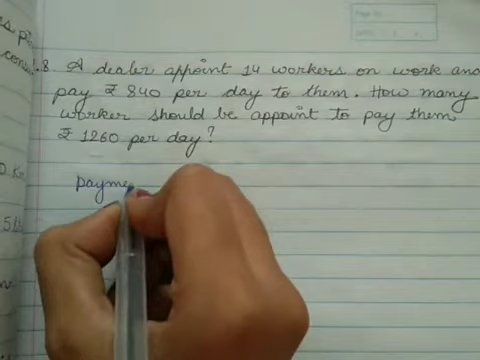 8. A dealer appoint 14 workers on work and
pay ₹ 840 per day to them. How many
worker should be appoint to pay them
₹ 1260 per day?
payme